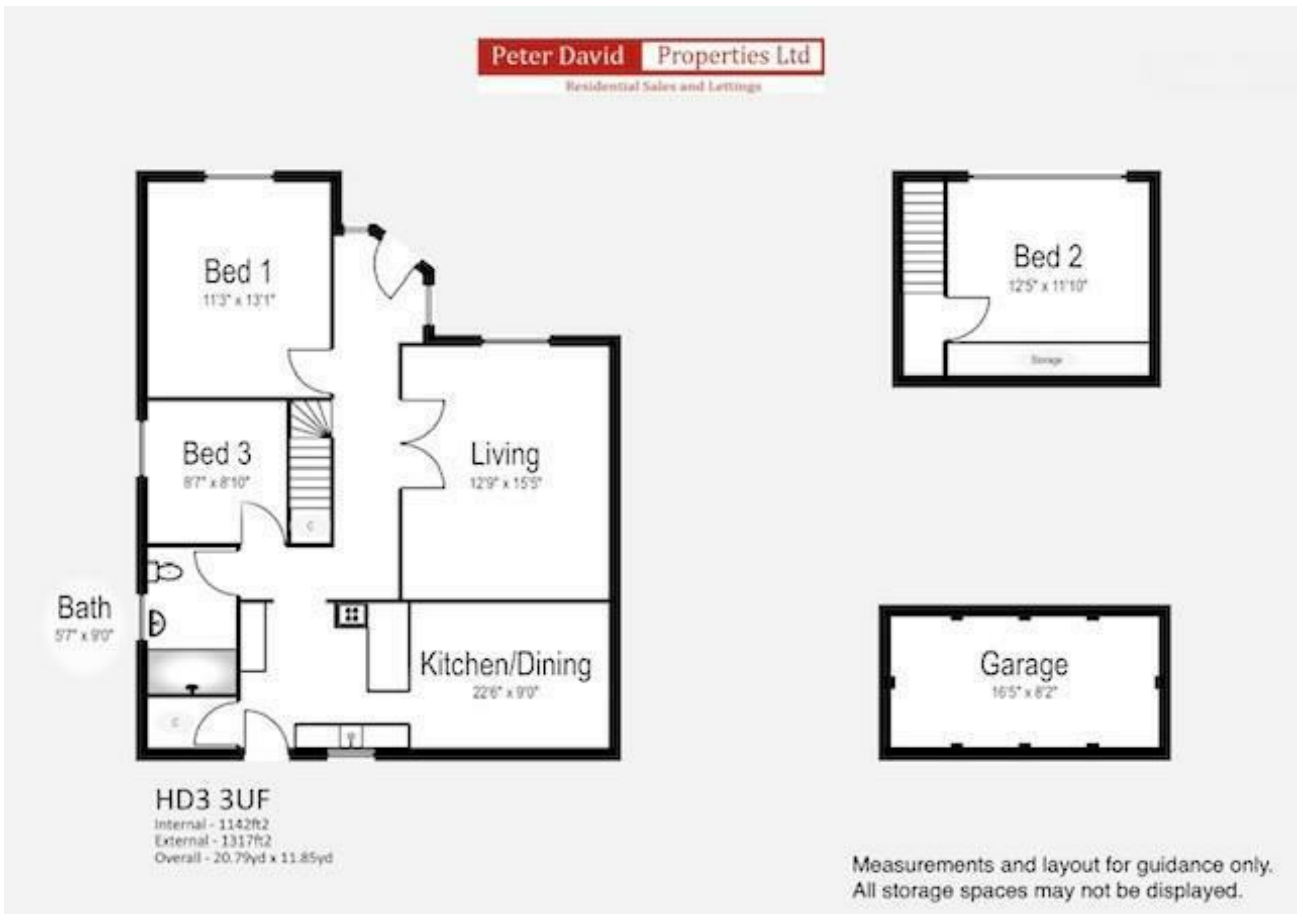 Peter David Properties Ltd
Residential Sales and Lettings
Bed 1
11'3" x 13'1"
Bed 2
12'5" x 11'10"
Storage
Bed 3
8'7" x 8'10"
C
Living
12'9" x 15'5"
Bath
5'7" x 9'0"
Kitchen/Dining
22'6" x 9'0"
C
Garage
16'5" x 8'2"
HD3 3UF
Internal - 1142ft2
External - 1317ft2
Overall - 20.79yd x 11.85yd
Measurements and layout for guidance only.
All storage spaces may not be displayed.